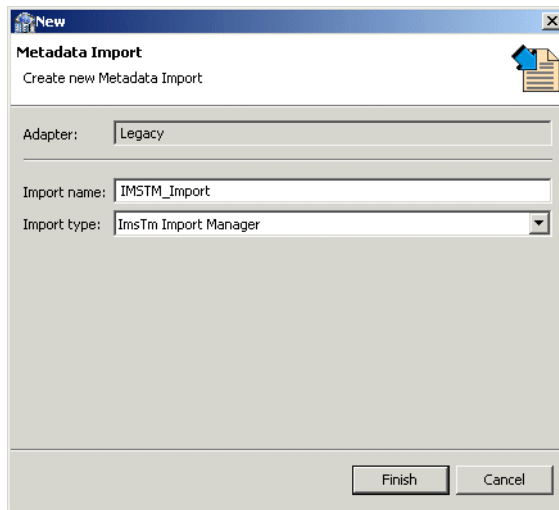 New
Metadata Import
Create new Metadata Import
Adapter: Legacy
Import name: IMSTM_Import
Import type: ImsTm Import Manager
Finish Cancel